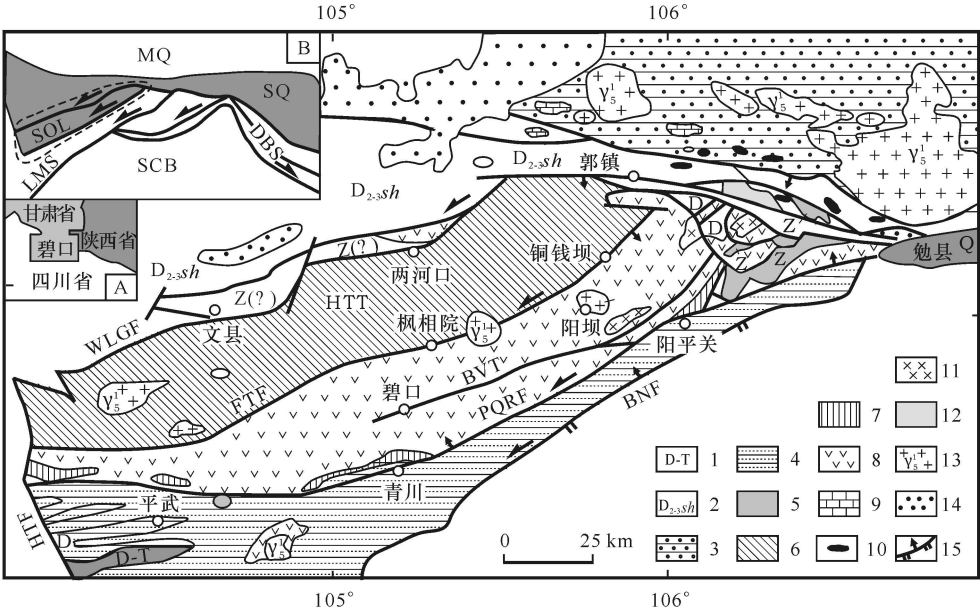 105° 106°
MQ
B
SQ
SOL
LMS
SCB
DBS
甘肃省
碧口
陕西省
四川省
A
γ₅¹
γ₅¹
γ₅¹
D₂₋₃sh
郭镇
D₂₋₃sh
D
D
Z
Z
Z
Q
勉县
D₂₋₃sh
Z(?)
两河口
铜钱坝
Z(?)
HTT
文县
WLGF
枫相院
γ₅¹
阳坝
阳平关
BVT
碧口
PQRF
BNF
FTF
γ₅¹
青川
平武
HTF
D
D-T
γ₅¹
0 25 km
11
7
12
D-T 1
4
8
γ₅¹ 13
D₂₋₃sh 2
5
9
14
3
6
10
15
105° 106°